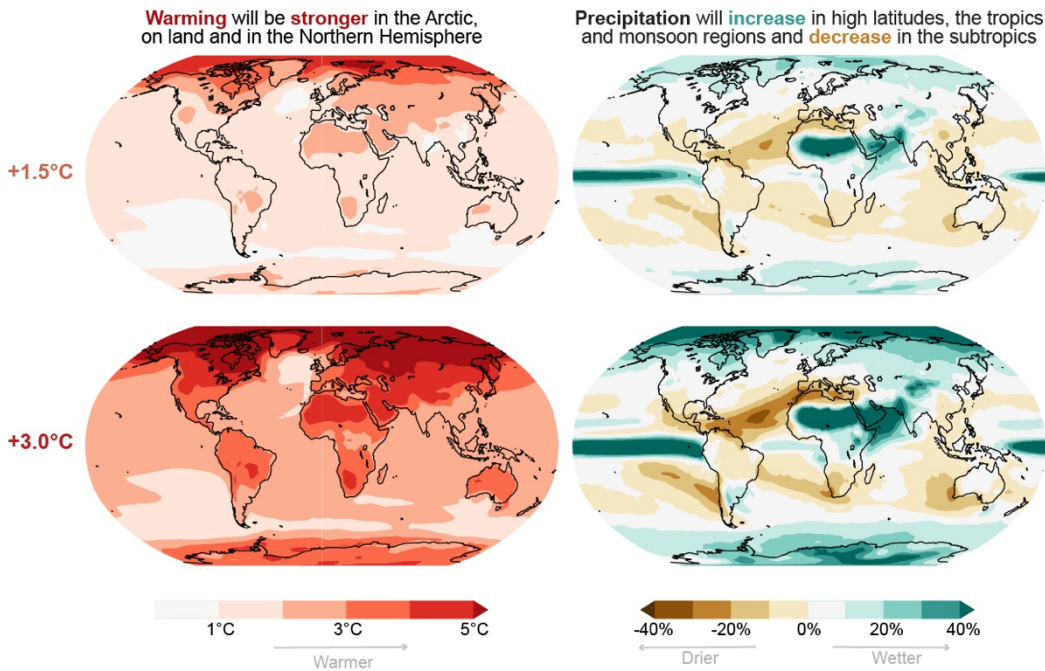 Warming will be stronger in the Arctic,
on land and in the Northern Hemisphere
Precipitation will increase in high latitudes, the tropics
and monsoon regions and decrease in the subtropics
+1.5°C
+3.0°C
1°C 3°C 5°C
Warmer
-40% -20% 0% 20% 40%
Drier Wetter